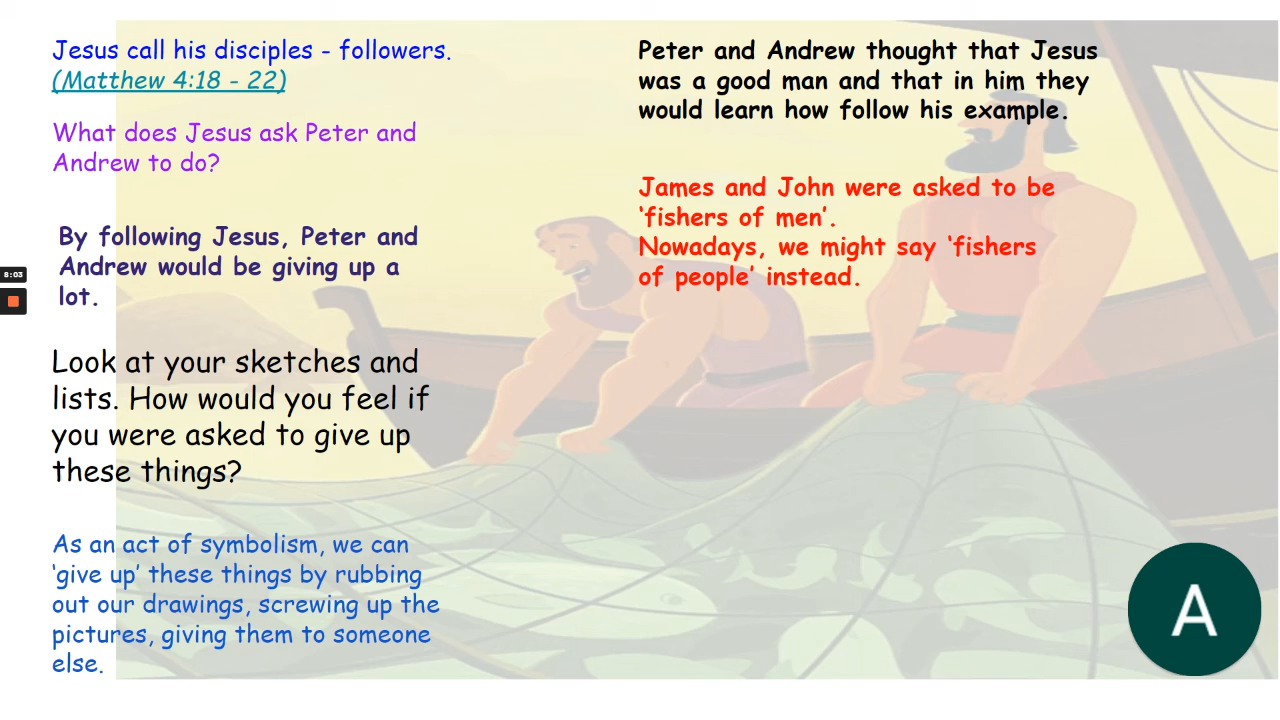 Jesus call his disciples - followers.
(Matthew 4:18 - 22)
What does Jesus ask Peter and
Andrew to do?
By following Jesus, Peter and
Andrew would be giving up a
lot.
Look at your sketches and
lists. How would you feel if
you were asked to give up
these things?
As an act of symbolism, we can
‘give up’ these things by rubbing
out our drawings, screwing up the
pictures, giving them to someone
else.
Peter and Andrew thought that Jesus
was a good man and that in him they
would learn how follow his example.
James and John were asked to be
‘fishers of men’.
Nowadays, we might say ‘fishers
of people’ instead.
8:03
A